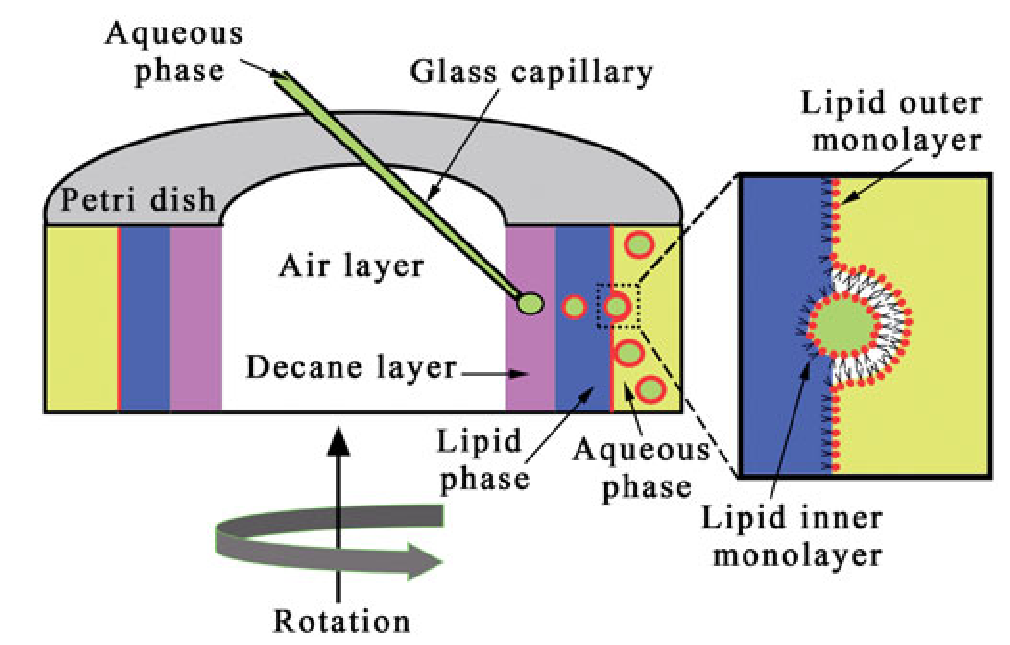 Aqueous
phase
Glass capillary
Lipid outer
monolayer
Petri dish
Air layer
Decane layer
Lipid
phase
Aqueous
phase
Lipid inner
monolayer
Rotation